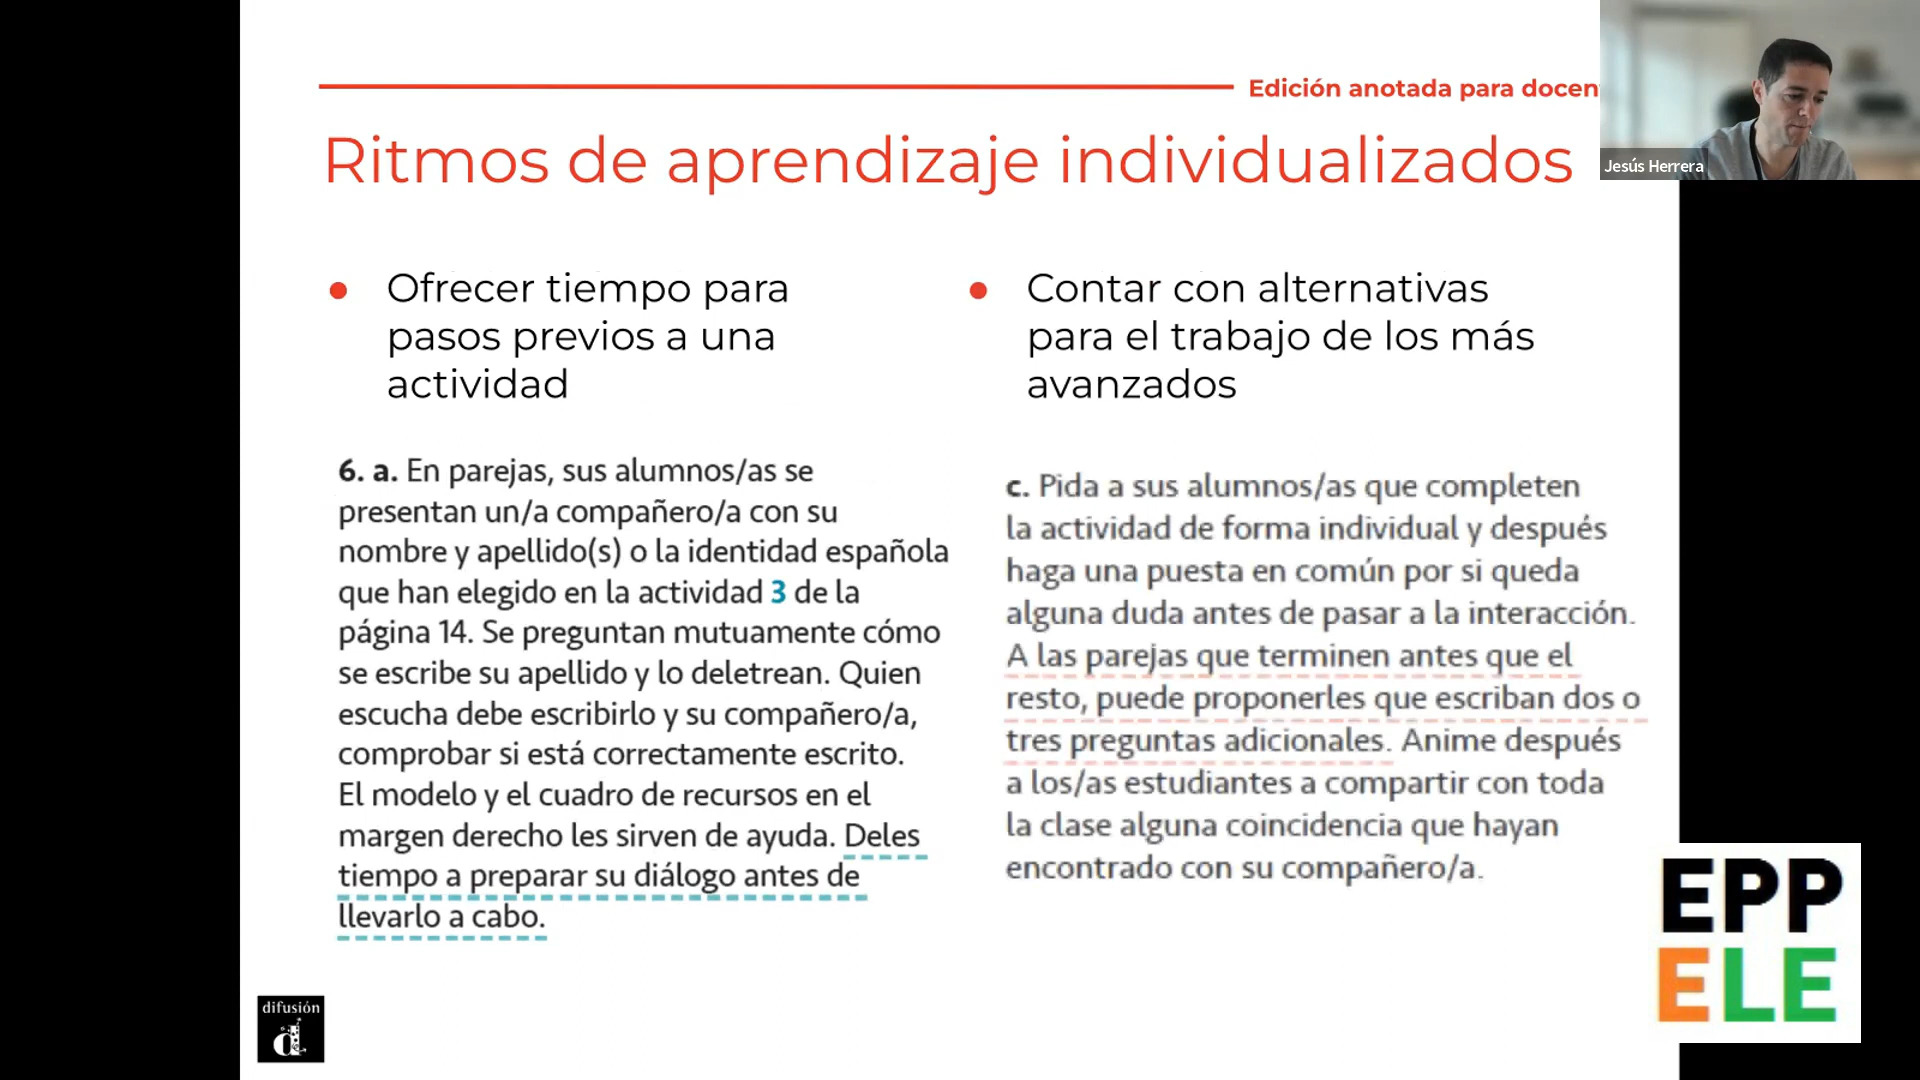 Edición anotada para docen
Ritmos de aprendizaje individualizados
Jesús Herrera
• Ofrecer tiempo para
pasos previos a una
actividad
• Contar con alternativas
para el trabajo de los más
avanzados
6. a. En parejas, sus alumnos/as se
presentan un/a compañero/a con su
nombre y apellido(s) o la identidad española
que han elegido en la actividad 3 de la
página 14. Se preguntan mutuamente cómo
se escribe su apellido y lo deletrean. Quien
escucha debe escribirlo y su compañero/a,
comprobar si está correctamente escrito.
El modelo y el cuadro de recursos en el
margen derecho les sirven de ayuda. Deles
tiempo a preparar su diálogo antes de
llevarlo a cabo.
c. Pida a sus alumnos/as que completen
la actividad de forma individual y después
haga una puesta en común por si queda
alguna duda antes de pasar a la interacción.
A las parejas que terminen antes que el
resto, puede proponerles que escriban dos o
tres preguntas adicionales. Anime después
a los/as estudiantes a compartir con toda
la clase alguna coincidencia que hayan
encontrado con su compañero/a.
difusión
d
EPP
ELE